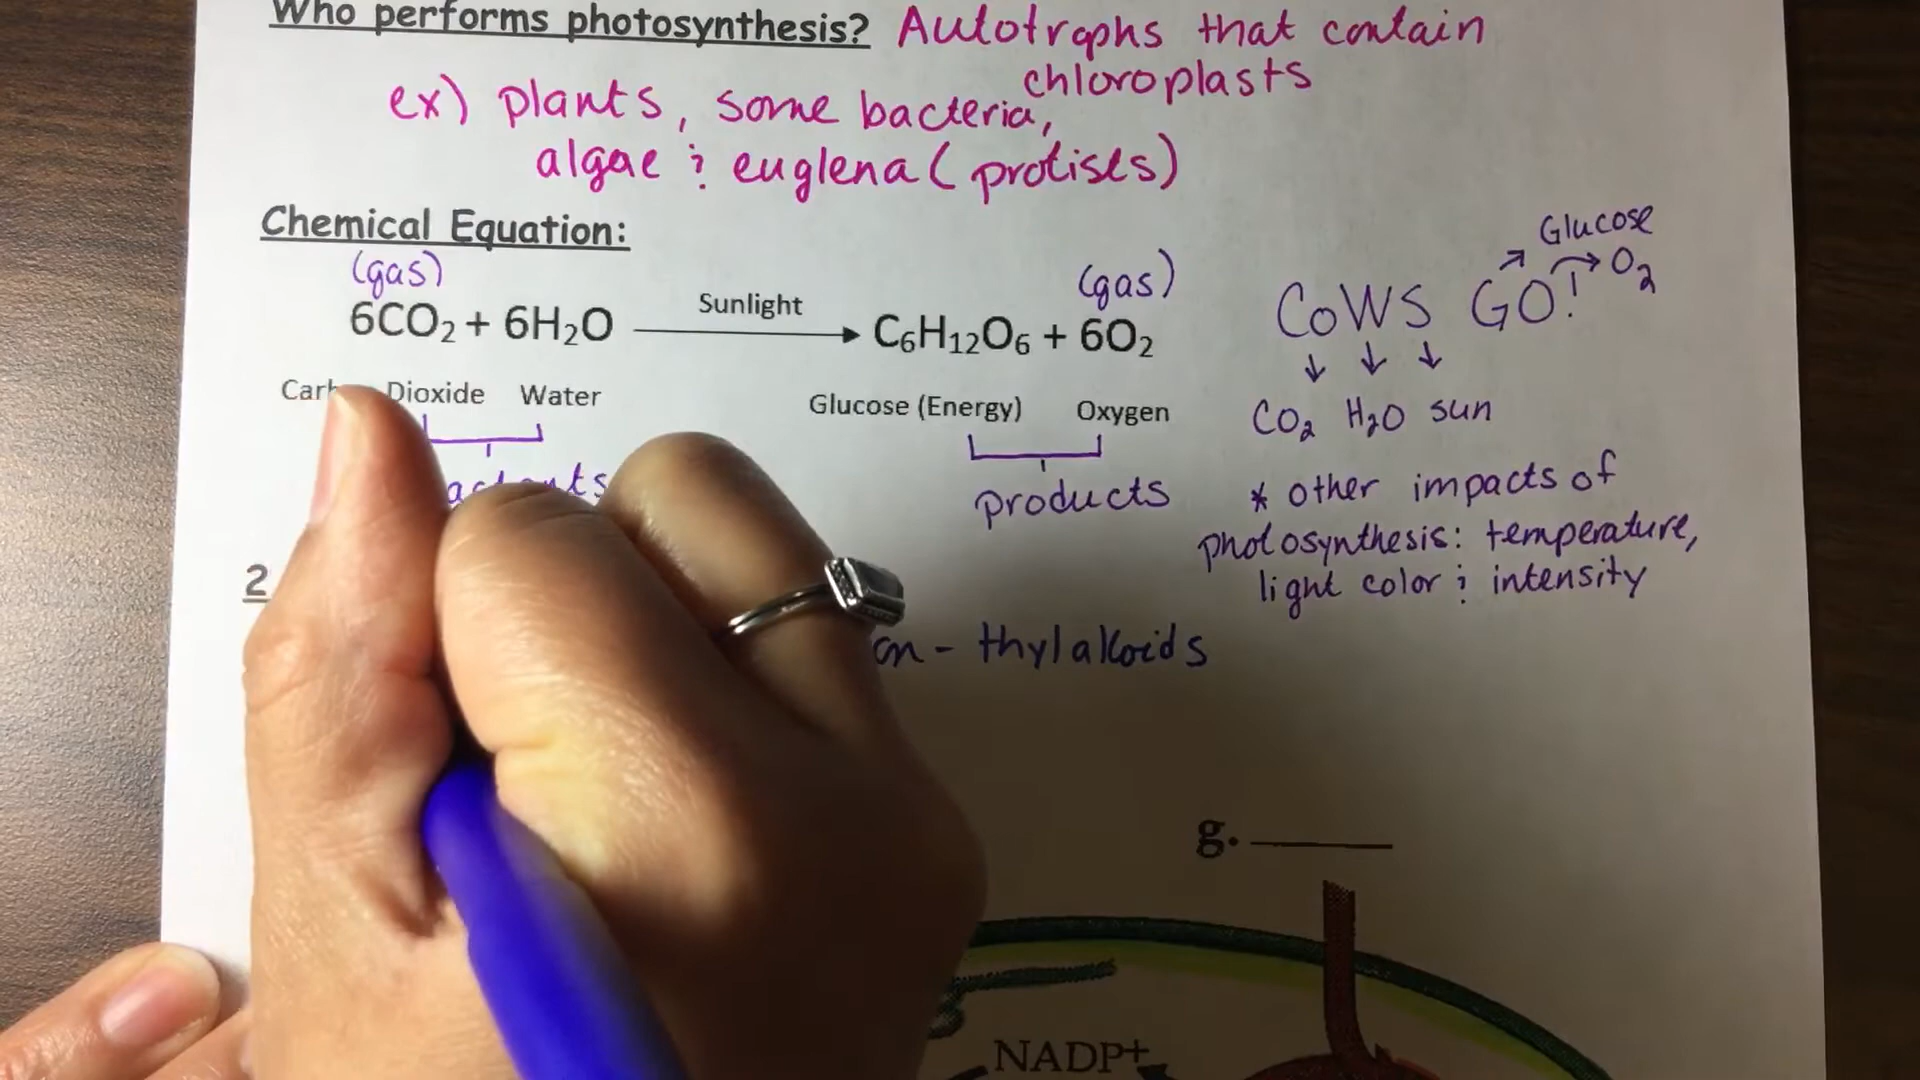 Who performs photosynthesis? Autotrophs that contain
chloroplasts
ex) plants, some bacteria,
algae & euglena (protists)
Chemical Equation:
(gas) (gas)
6CO₂ + 6H₂O Sunlight → C₆H₁₂O₆ + 6O₂
Dioxide Water Glucose (Energy) Oxygen
products
Glucose
CoWS GO! → O₂
↓ ↓ ↓
CO₂ H₂O sun
* other impacts of
photosynthesis: temperature,
light color & intensity
2
- thylakoids
g.
NADP+